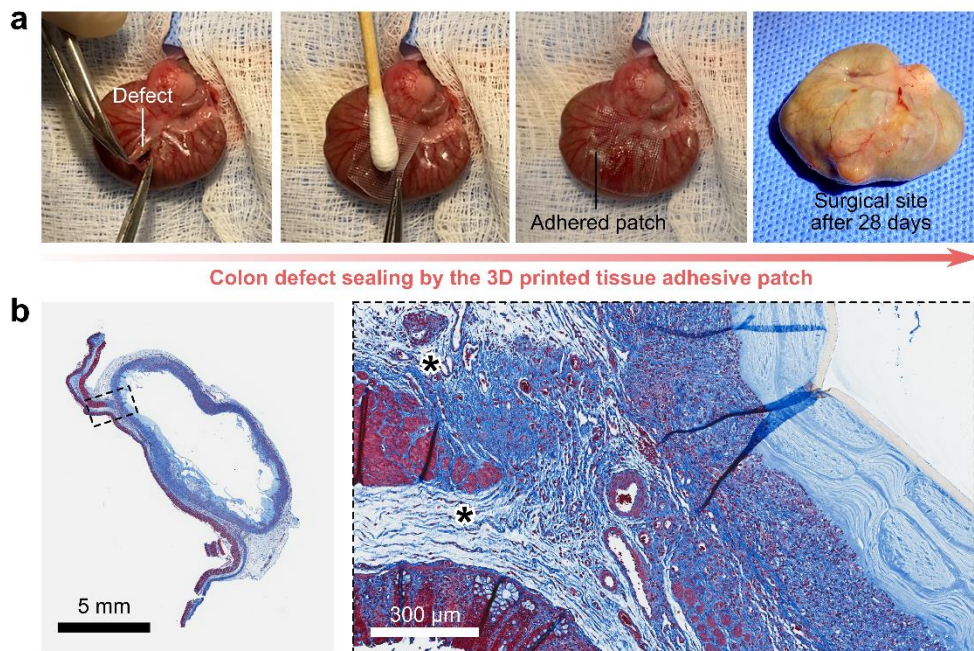 a
Defect
Adhered patch
Surgical site
after 28 days
Colon defect sealing by the 3D printed tissue adhesive patch
b
5 mm
*
*
300 µm